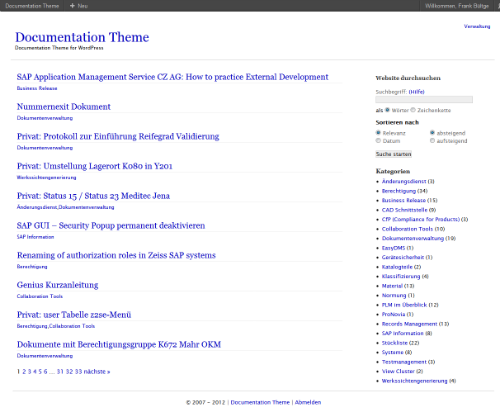 Documentation Theme + Neu Willkommen, Frank Bültge
Verwaltung
Documentation Theme
Documentation Theme for WordPress
SAP Application Management Service CZ AG: How to practice External Development
Business Release
Nummernexit Dokument
Dokumentenverwaltung
Privat: Protokoll zur Einführung Reifegrad Validierung
Dokumentenverwaltung
Privat: Umstellung Lagerort K080 in Y201
Werkssichtengenerierung
Privat: Status 15 / Status 23 Meditec Jena
Änderungsdienst,Dokumentenverwaltung
SAP GUI – Security Popup permanent deaktivieren
SAP Information
Renaming of authorization roles in Zeiss SAP systems
Berechtigung
Genius Kurzanleitung
Collaboration Tools
Privat: user Tabelle zzse-Menü
Berechtigung,Collaboration Tools
Dokumente mit Berechtigungsgruppe K672 Mahr OKM
Dokumentenverwaltung
1 2 3 4 5 6 ... 31 32 33 nächste »
Website durchsuchen
Suchbegriff: (Hilfe)
als Wörter Zeichenkette
Sortieren nach
Relevanz absteigend
Datum aufsteigend
Suche starten
Kategorien
Änderungsdienst (3)
Berechtigung (34)
Business Release (15)
CAD Schnittstelle (9)
CfP (Compliance for Products) (3)
Collaboration Tools (10)
Dokumentenverwaltung (19)
EasyDMS (1)
Gerätesicherheit (1)
Katalogteile (2)
Klassifizierung (4)
Material (13)
Normung (1)
PLM im Überblick (12)
ProNovia (1)
Records Management (13)
SAP Information (8)
Stückliste (22)
Systeme (8)
Testmanagement (3)
View Cluster (2)
Werkssichtengenerierung (4)
© 2007 – 2012 | Documentation Theme | Abmelden